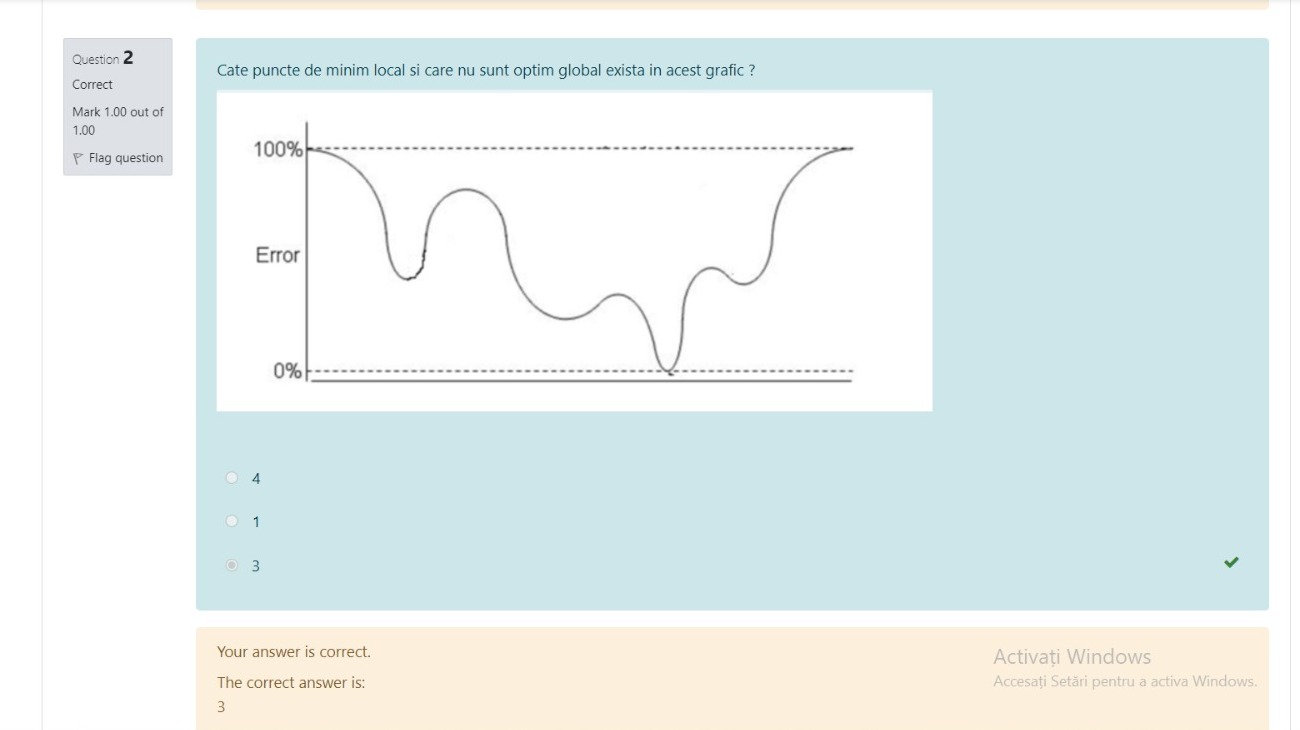 Question 2
Correct
Mark 1.00 out of
1.00
Flag question
Cate puncte de minim local si care nu sunt optim global exista in acest grafic ?
100%
Error
0%
4
1
3
Your answer is correct.
The correct answer is:
3
Activați Windows
Accesați Setări pentru a activa Windows.